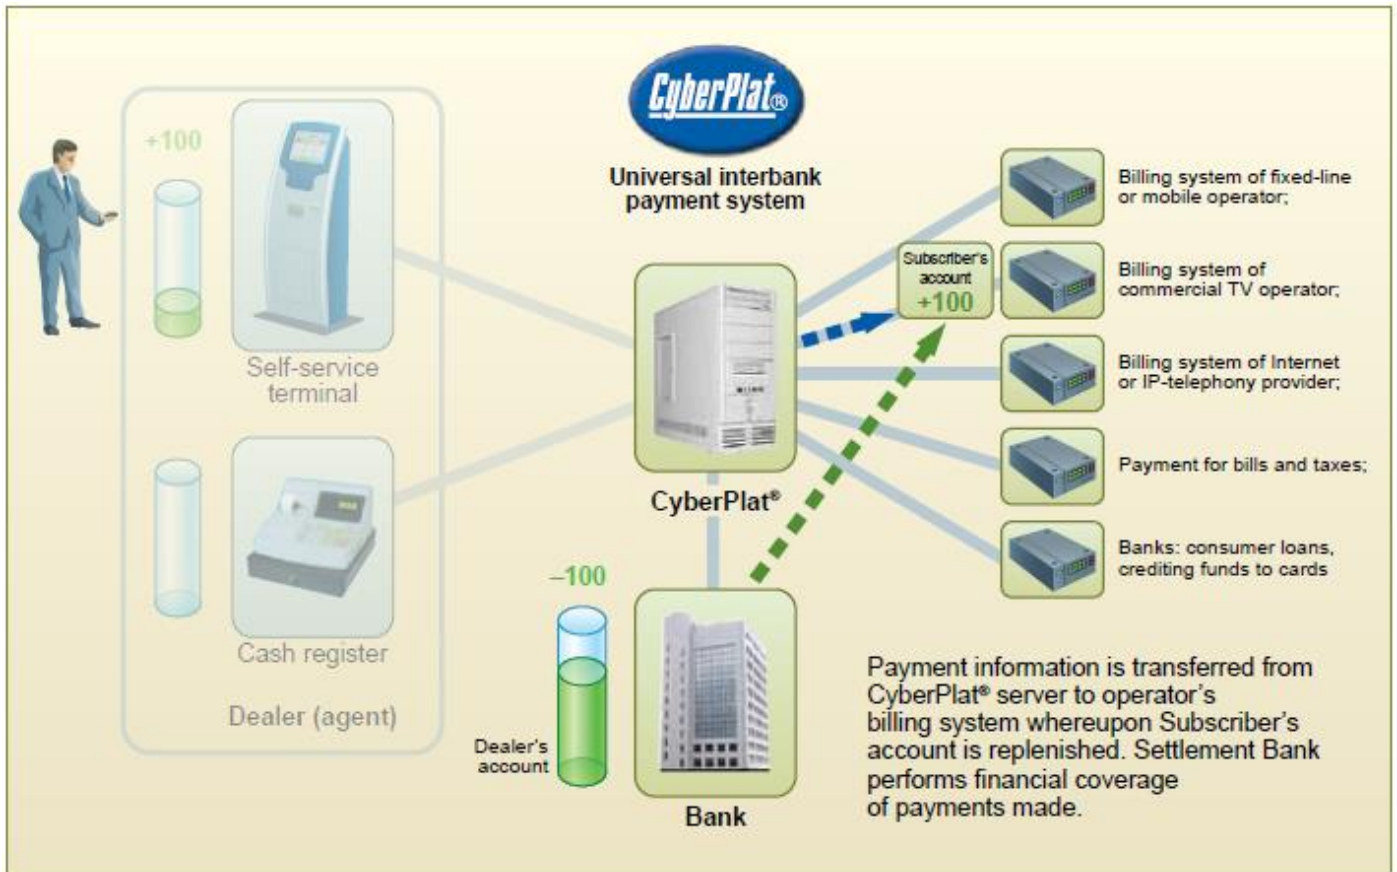 CyberPlat®
Universal interbank
payment system
+100
Self-service
terminal
Cash register
Dealer (agent)
CyberPlat®
–100
Dealer's
account
Bank
Subscriber's
account
+100
Billing system of fixed-line
or mobile operator;
Billing system of
commercial TV operator;
Billing system of Internet
or IP-telephony provider;
Payment for bills and taxes;
Banks: consumer loans,
crediting funds to cards
Payment information is transferred from
CyberPlat® server to operator's
billing system whereupon Subscriber's
account is replenished. Settlement Bank
performs financial coverage
of payments made.